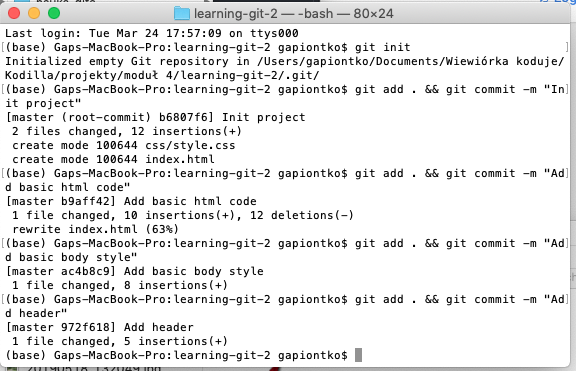 learning-git-2 — -bash — 80×24
Last login: Tue Mar 24 17:57:09 on ttys000
[(base) Gaps-MacBook-Pro:learning-git-2 gapiontko$ git init ]
Initialized empty Git repository in /Users/gapiontko/Documents/Wiewiórka koduje/
Kodilla/projekty/moduł 4/learning-git-2/.git/
[(base) Gaps-MacBook-Pro:learning-git-2 gapiontko$ git add . && git commit -m "In]
it project"
[master (root-commit) b6807f6] Init project
2 files changed, 12 insertions(+)
create mode 100644 css/style.css
create mode 100644 index.html
[(base) Gaps-MacBook-Pro:learning-git-2 gapiontko$ git add . && git commit -m "Ad]
d basic html code"
[master b9aff42] Add basic html code
1 file changed, 10 insertions(+), 12 deletions(-)
rewrite index.html (63%)
[(base) Gaps-MacBook-Pro:learning-git-2 gapiontko$ git add . && git commit -m "Ad]
d basic body style"
[master ac4b8c9] Add basic body style
1 file changed, 8 insertions(+)
[(base) Gaps-MacBook-Pro:learning-git-2 gapiontko$ git add . && git commit -m "Ad]
d header"
[master 972f618] Add header
1 file changed, 5 insertions(+)
(base) Gaps-MacBook-Pro:learning-git-2 gapiontko$